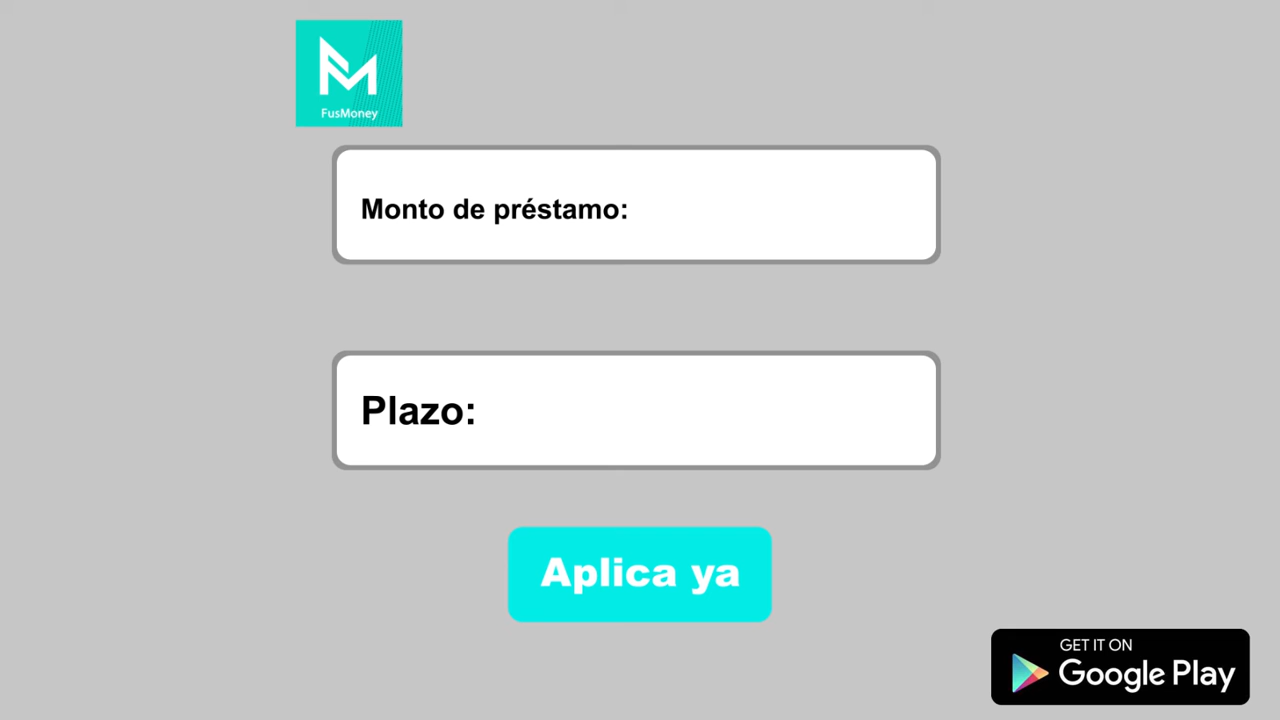 FusMoney
Monto de préstamo:
Plazo:
Aplica ya
GET IT ON
Google Play